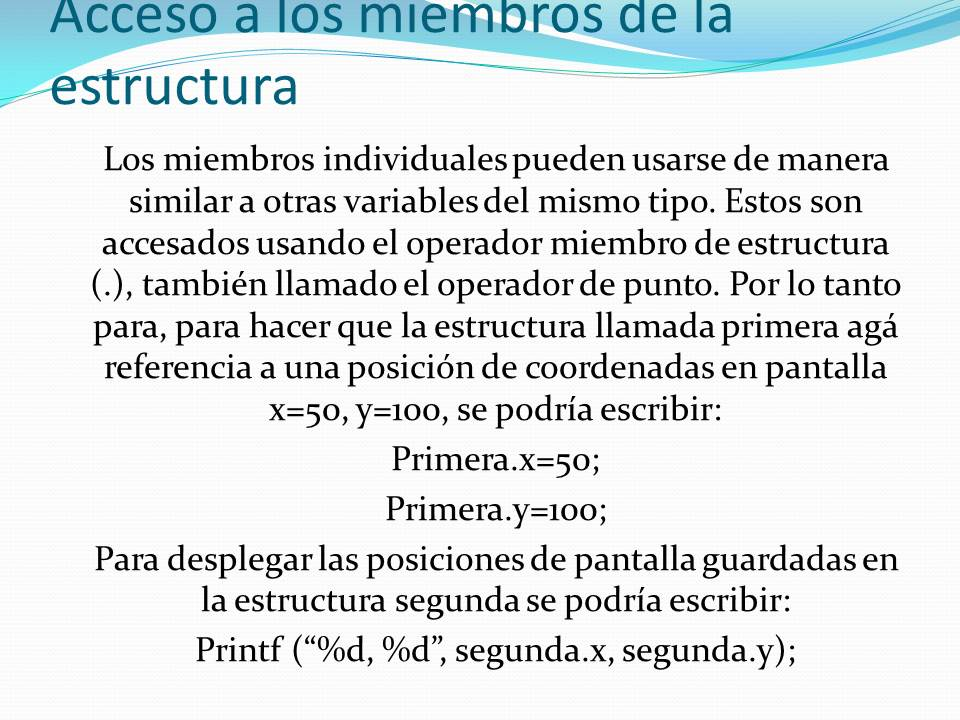 Acceso a los miembros de la
estructura
Los miembros individuales pueden usarse de manera
similar a otras variables del mismo tipo. Estos son
accesados usando el operador miembro de estructura
(.), también llamado el operador de punto. Por lo tanto
para, para hacer que la estructura llamada primera agá
referencia a una posición de coordenadas en pantalla
x=50, y=100, se podría escribir:
Primera.x=50;
Primera.y=100;
Para desplegar las posiciones de pantalla guardadas en
la estructura segunda se podría escribir:
Printf (“%d, %d”, segunda.x, segunda.y);